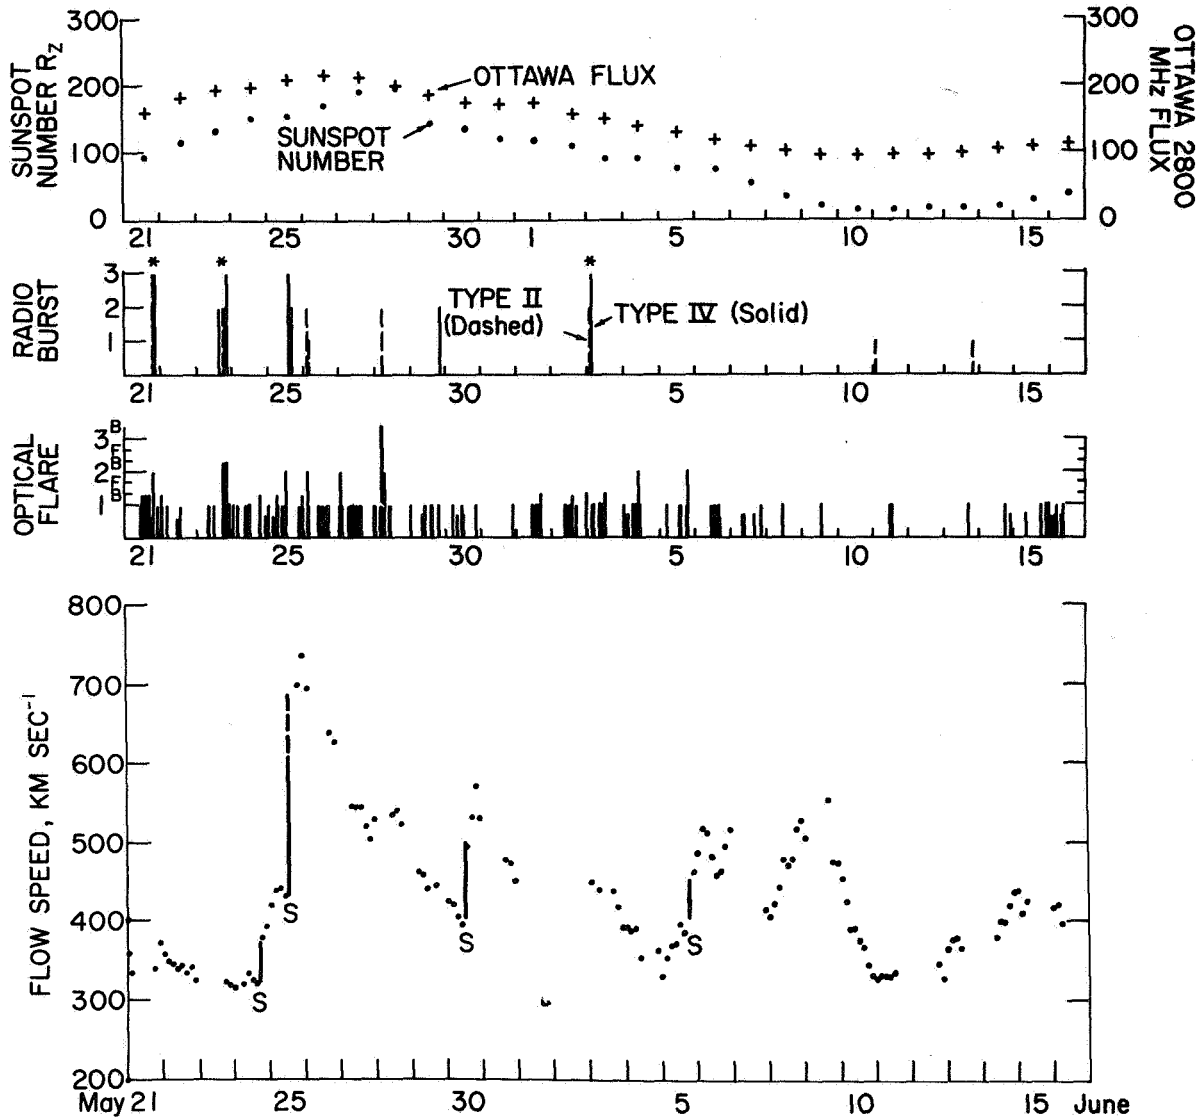 300
200
100
0
SUNSPOT
NUMBER RZ
OTTAWA FLUX
SUNSPOT
NUMBER
300
200
100
0
OTTAWA 2800
MHz FLUX
21 25 30 1 5 10 15
* * *
3
2
1
RADIO
BURST
TYPE II
(Dashed)
TYPE IV (Solid)
21 25 30 5 10 15
3 B
F
2 B
F
1 B
OPTICAL
FLARE
21 25 30 5 10 15
800
700
600
500
400
300
200
FLOW SPEED, KM SEC-1
S
S
S
S
May 21 25 30 5 10 15 June